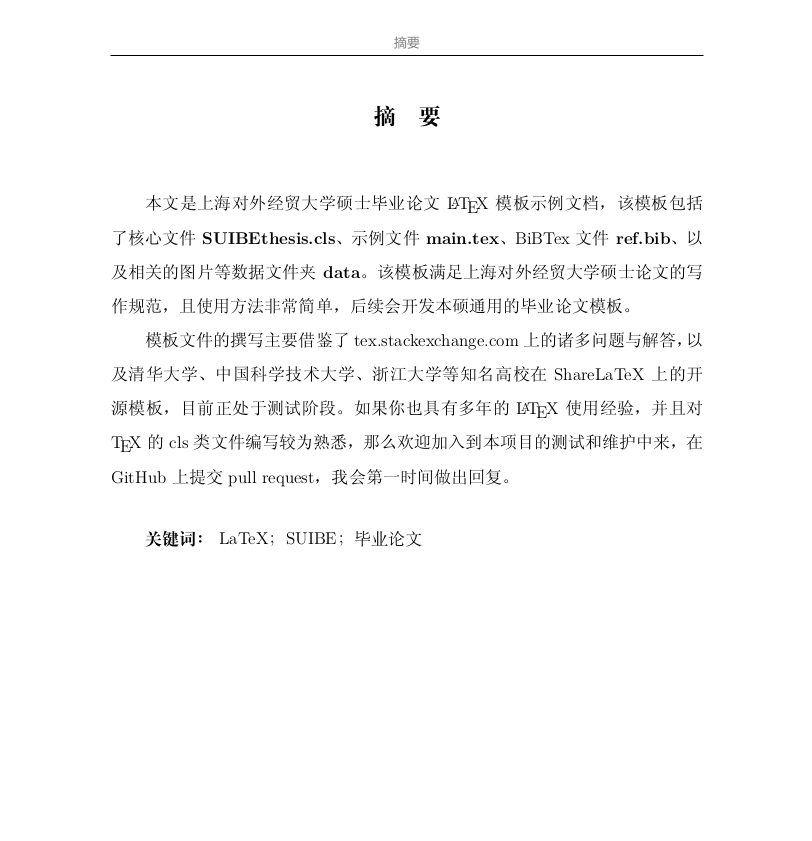 摘要
摘 要
本文是上海对外经贸大学硕士毕业论文 LATEX 模板示例文档，该模板包括
了核心文件 SUIBEthesis.cls、示例文件 main.tex、BiBTex 文件 ref.bib、以
及相关的图片等数据文件夹 data。该模板满足上海对外经贸大学硕士论文的写
作规范，且使用方法非常简单，后续会开发本硕通用的毕业论文模板。
模板文件的撰写主要借鉴了 tex.stackexchange.com 上的诸多问题与解答，以
及清华大学、中国科学技术大学、浙江大学等知名高校在 ShareLaTeX 上的开
源模板，目前正处于测试阶段。如果你也具有多年的 LATEX 使用经验，并且对
TEX 的 cls 类文件编写较为熟悉，那么欢迎加入到本项目的测试和维护中来，在
GitHub 上提交 pull request，我会第一时间做出回复。
关键词： LaTeX；SUIBE；毕业论文